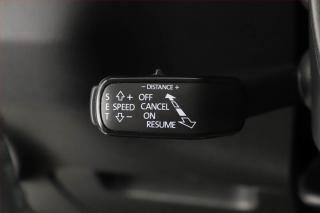 - DISTANCE +
S + OFF
E SPEED CANCEL
T - ON
RESUME